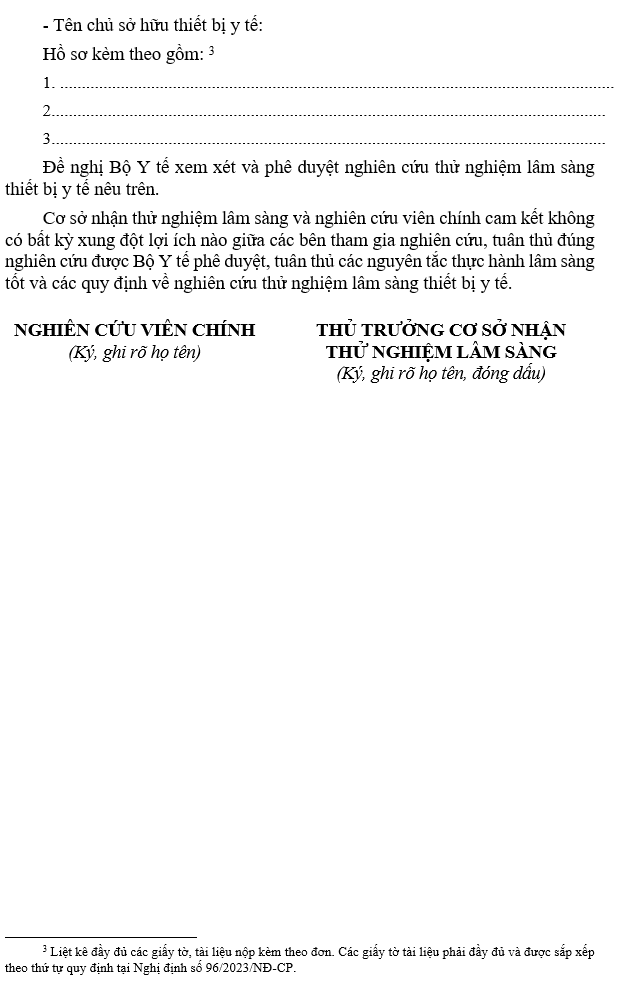 - Tên chủ sở hữu thiết bị y tế:
Hồ sơ kèm theo gồm: ³
1. ................................................................................................................................
2................................................................................................................................
3................................................................................................................................
Đề nghị Bộ Y tế xem xét và phê duyệt nghiên cứu thử nghiệm lâm sàng
thiết bị y tế nêu trên.
Cơ sở nhận thử nghiệm lâm sàng và nghiên cứu viên chính cam kết không
có bất kỳ xung đột lợi ích nào giữa các bên tham gia nghiên cứu, tuân thủ đúng
nghiên cứu được Bộ Y tế phê duyệt, tuân thủ các nguyên tắc thực hành lâm sàng
tốt và các quy định về nghiên cứu thử nghiệm lâm sàng thiết bị y tế.
NGHIÊN CỨU VIÊN CHÍNH
(Ký, ghi rõ họ tên)
THỦ TRƯỞNG CƠ SỞ NHẬN
THỬ NGHIỆM LÂM SÀNG
(Ký, ghi rõ họ tên, đóng dấu)
³ Liệt kê đầy đủ các giấy tờ, tài liệu nộp kèm theo đơn. Các giấy tờ tài liệu phải đầy đủ và được sắp xếp
theo thứ tự quy định tại Nghị định số 96/2023/NĐ-CP.